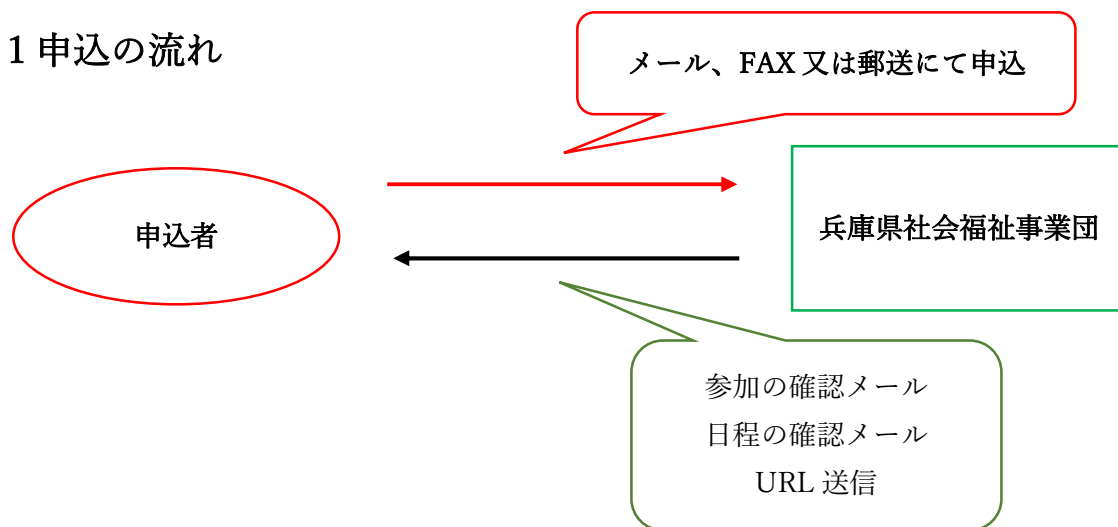 1 申込の流れ
メール、FAX 又は郵送にて申込
申込者
兵庫県社会福祉事業団
参加の確認メール
日程の確認メール
URL 送信